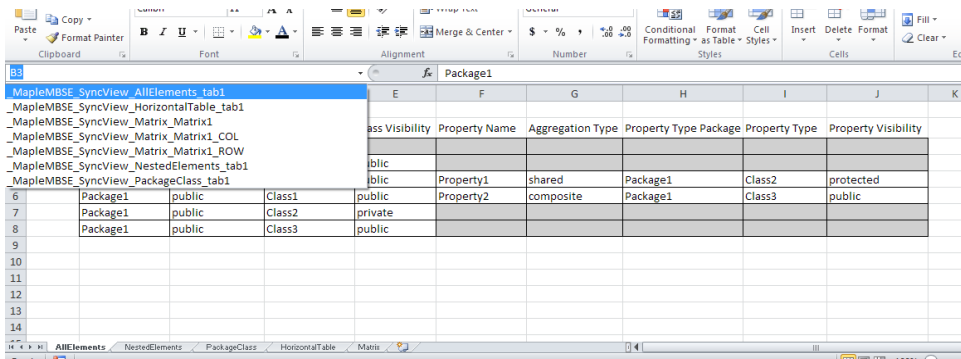 Copy
Paste
Format Painter
B I U
A
Wrap Text
General
Merge & Center
$ % ,
Conditional Format Cell
Formatting as Table Styles
Insert Delete Format
Fill
Clear
Clipboard Font Alignment Number Styles Cells
B3 fx Package1
_MapleMBSE_SyncView_AllElements_tab1
_MapleMBSE_SyncView_HorizontalTable_tab1
_MapleMBSE_SyncView_Matrix_Matrix1
_MapleMBSE_SyncView_Matrix_Matrix1_COL
_MapleMBSE_SyncView_Matrix_Matrix1_ROW
_MapleMBSE_SyncView_NestedElements_tab1
_MapleMBSE_SyncView_PackageClass_tab1
E F G H I J K
ass Visibility Property Name Aggregation Type Property Type Package Property Type Property Visibility
ublic
ublic Property1 shared Package1 Class2 protected
6 Package1 public Class1 public Property2 composite Package1 Class3 public
7 Package1 public Class2 private
8 Package1 public Class3 public
9
10
11
12
13
14
AllElements NestedElements PackageClass HorizontalTable Matrix